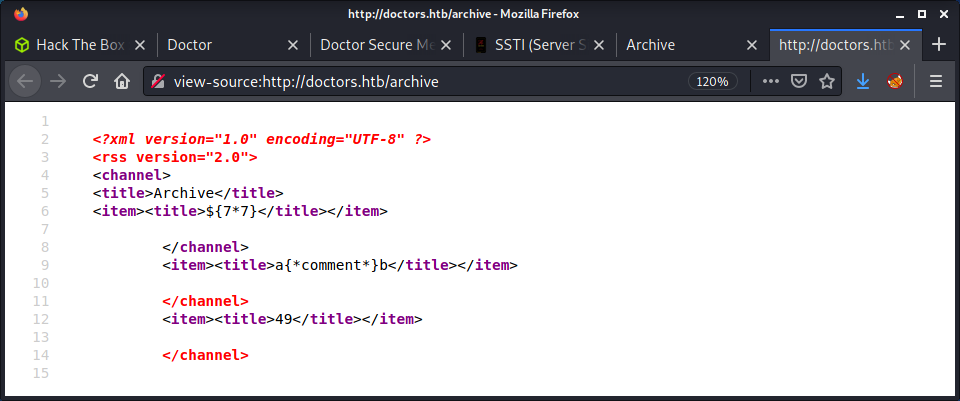 http://doctors.htb/archive - Mozilla Firefox
Hack The Box Doctor Doctor Secure Me SSTI (Server S Archive http://doctors.htb
view-source:http://doctors.htb/archive 120%
1
2 <?xml version="1.0" encoding="UTF-8" ?>
3 <rss version="2.0">
4 <channel>
5 <title>Archive</title>
6 <item><title>${7*7}</title></item>
7
8 </channel>
9 <item><title>a{*comment*}b</title></item>
10
11 </channel>
12 <item><title>49</title></item>
13
14 </channel>
15